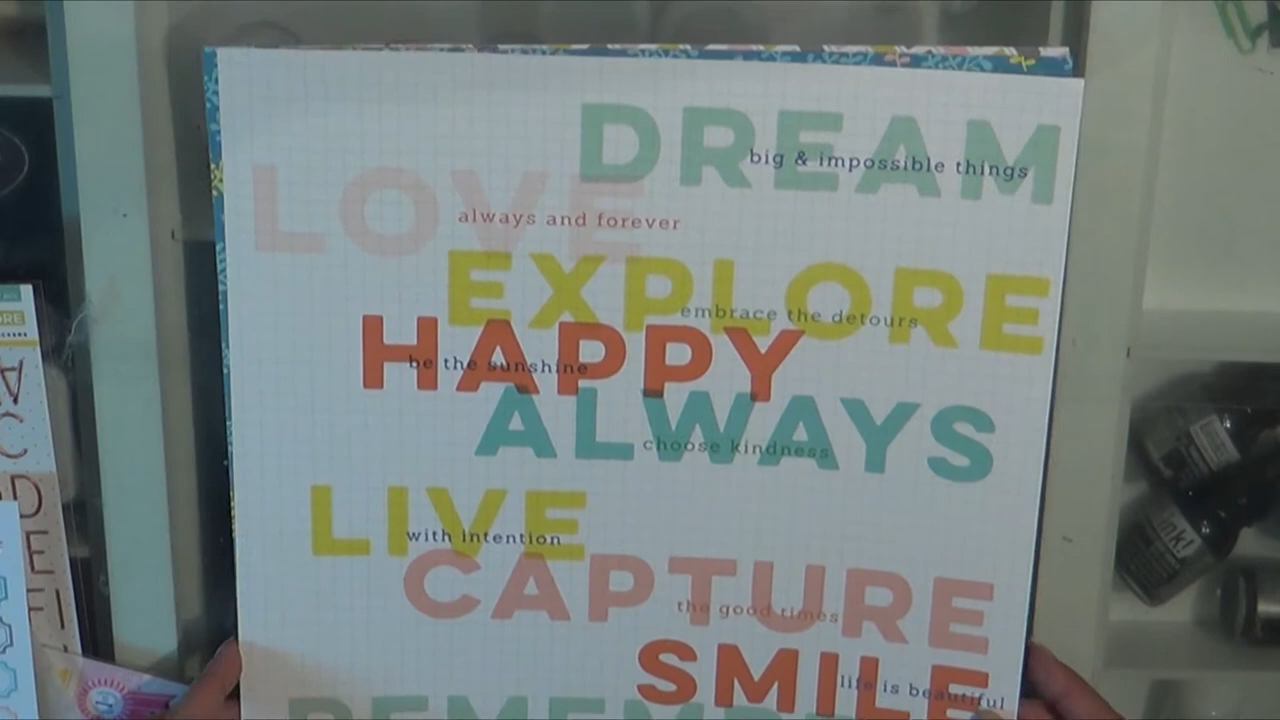 DREAM
big & impossible things
LOVE
always and forever
EXPLORE
embrace the detours
HAPPY
be the sunshine
ALWAYS
choose kindness
LIVE
with intention
CAPTURE
the good times
SMILE
life is beautiful
ink!
A
C
D
E